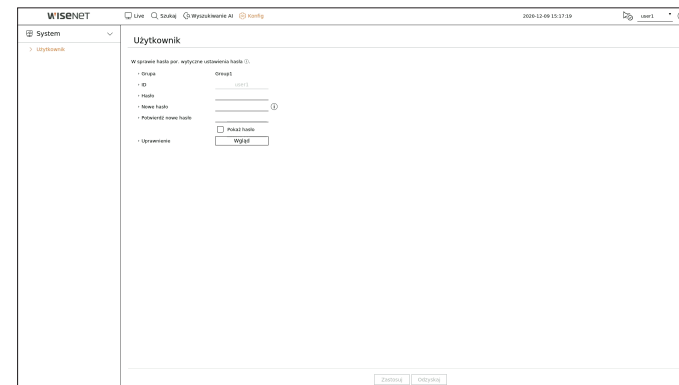 WISENET
Live Szukaj Wyszukiwanie AI Konfig
2020-12-09 15:17:19
user1
System
Użytkownik
Użytkownik
W sprawie hasła por. wytyczne ustawienia hasła
Grupa Group1
ID user1
Hasło
Nowe hasło
Potwierdź nowe hasło
Pokaż hasło
Uprawnienie Wgląd
Zastosuj Odzyskaj